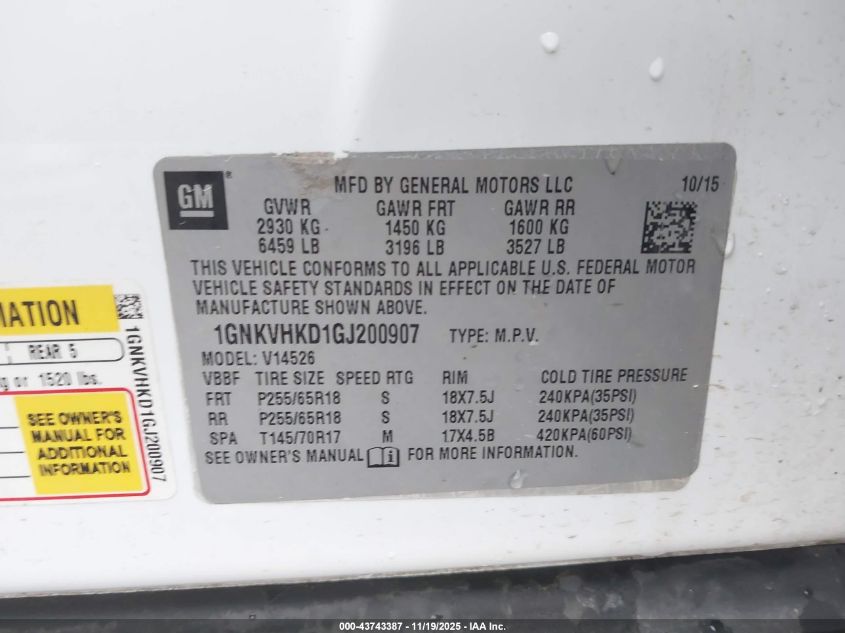 GM®
MFD BY GENERAL MOTORS LLC 10/15
GVWR GAWR FRT GAWR RR
2930 KG 1450 KG 1600 KG
6459 LB 3196 LB 3527 LB
THIS VEHICLE CONFORMS TO ALL APPLICABLE U.S. FEDERAL MOTOR
VEHICLE SAFETY STANDARDS IN EFFECT ON THE DATE OF
MANUFACTURE SHOWN ABOVE.
1GNKVHKD1GJ200907 TYPE: M.P.V.
MODEL: V14526
VBBF TIRE SIZE SPEED RTG RIM COLD TIRE PRESSURE
FRT P255/65R18 S 18X7.5J 240KPA(35PSI)
RR P255/65R18 S 18X7.5J 240KPA(35PSI)
SPA T145/70R17 M 17X4.5B 420KPA(60PSI)
SEE OWNER'S MANUAL i FOR MORE INFORMATION.
REAR 5
or 1520 lbs.
SEE OWNER'S
MANUAL FOR
ADDITIONAL
INFORMATION
1GNKVHKD1GJ200907
000-43743387 - 11/19/2025 - IAA Inc.